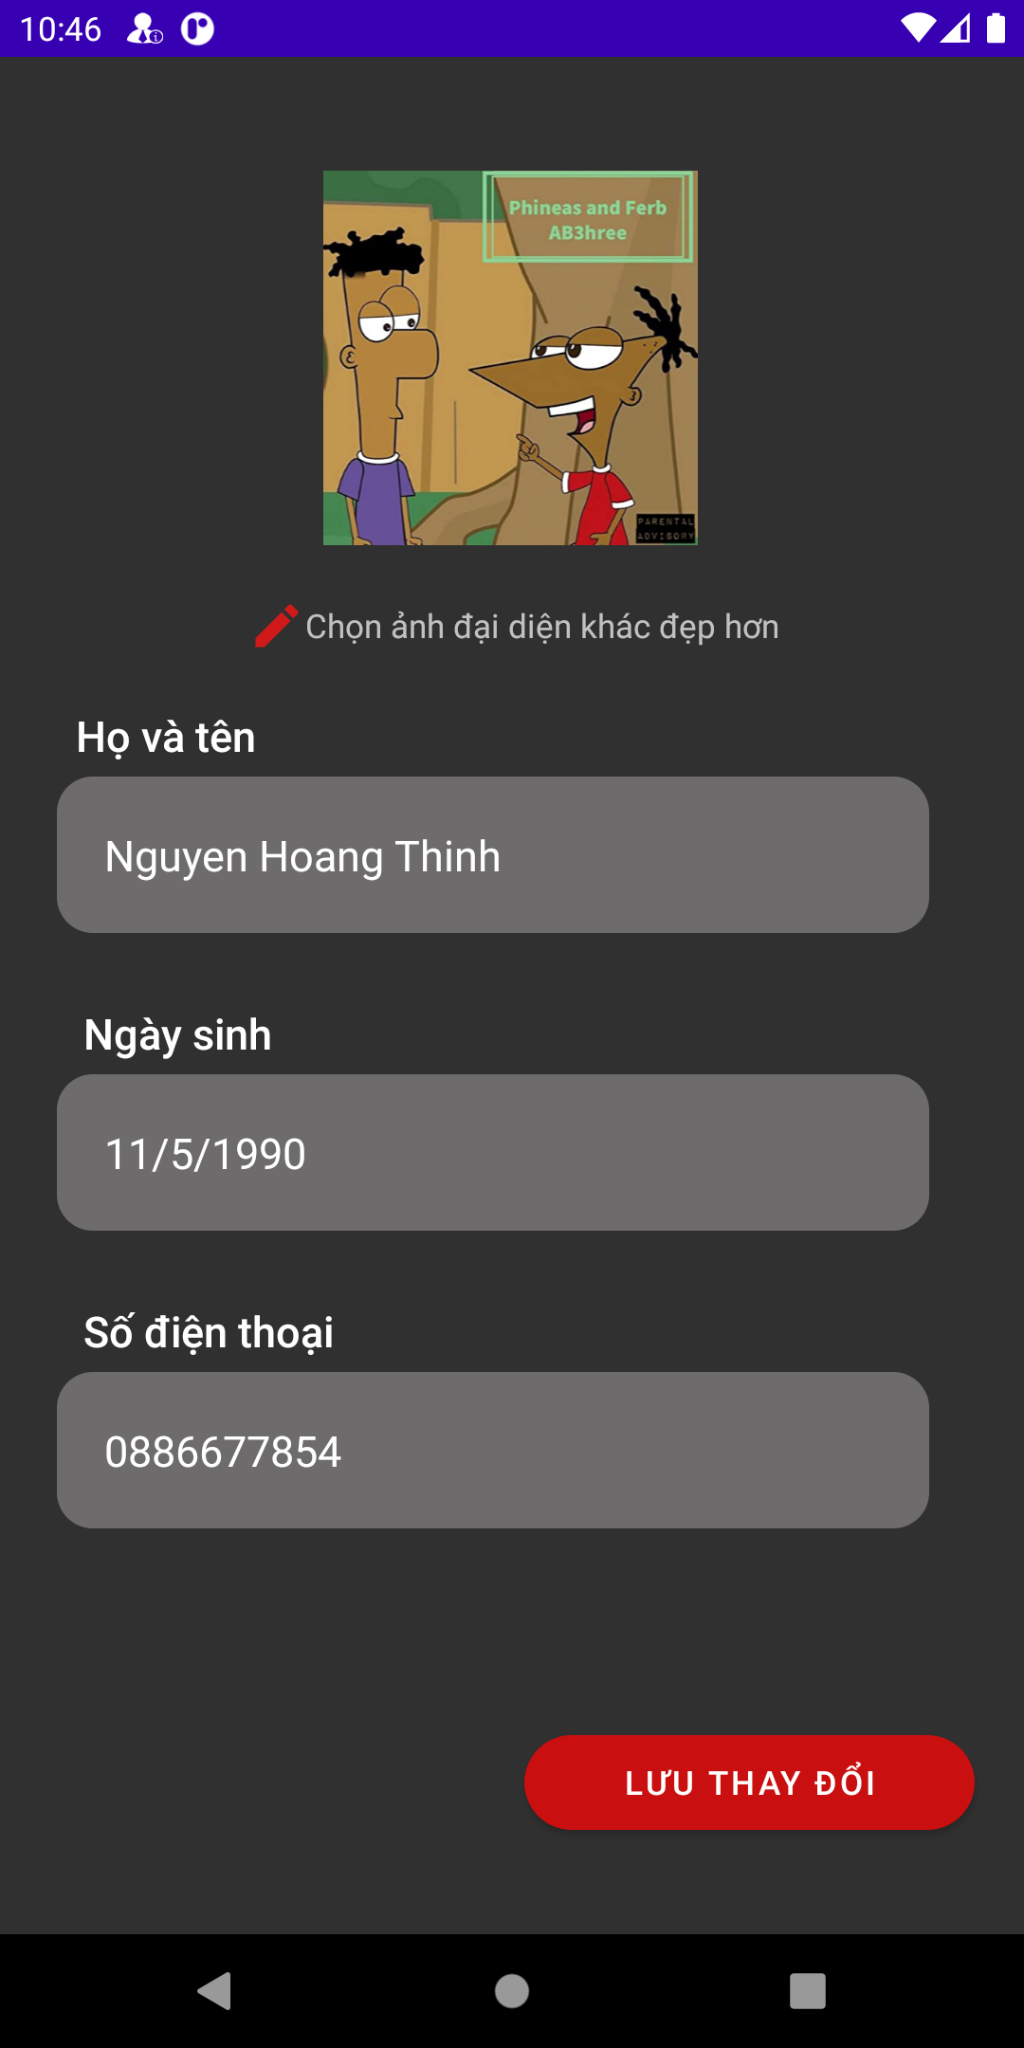 10:46
Phineas and Ferb
AB3hree
PARENTAL
ADVISORY
Chọn ảnh đại diện khác đẹp hơn
Họ và tên
Nguyen Hoang Thinh
Ngày sinh
11/5/1990
Số điện thoại
0886677854
LƯU THAY ĐỔI